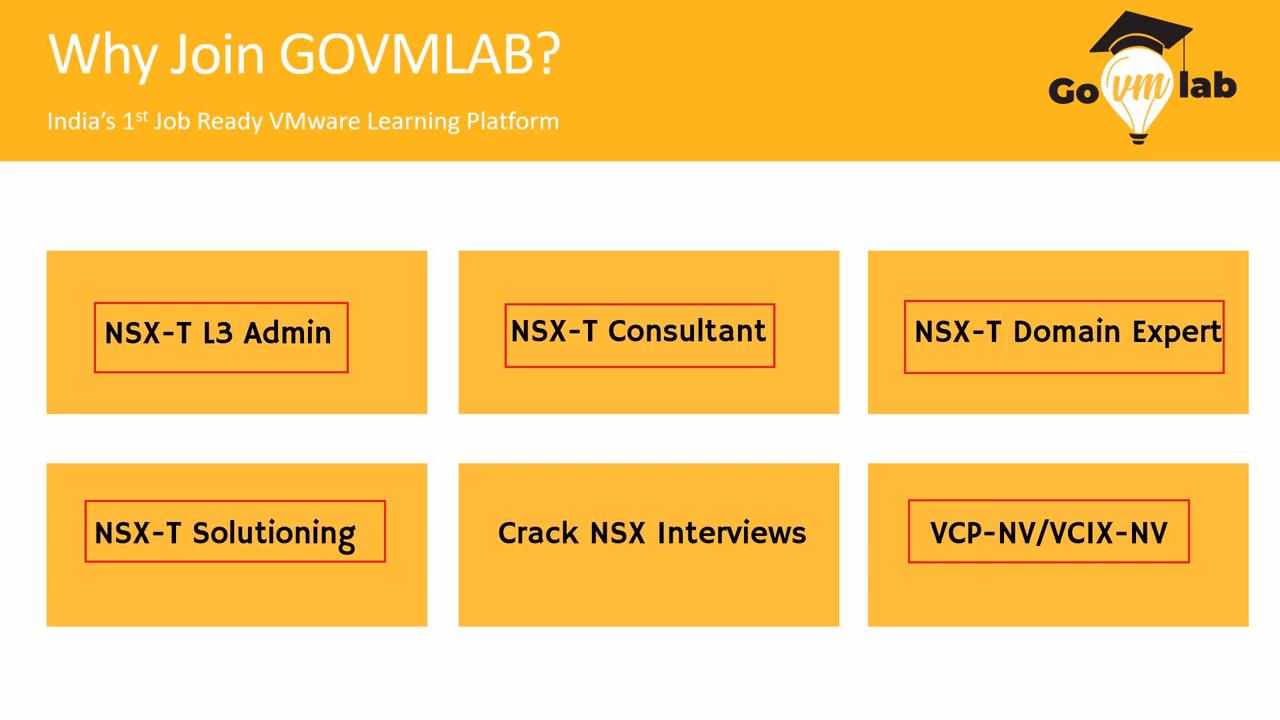 Why Join GOVMLAB?
India's 1st Job Ready VMware Learning Platform
Go vm lab
NSX-T L3 Admin
NSX-T Consultant
NSX-T Domain Expert
NSX-T Solutioning
Crack NSX Interviews
VCP-NV/VCIX-NV